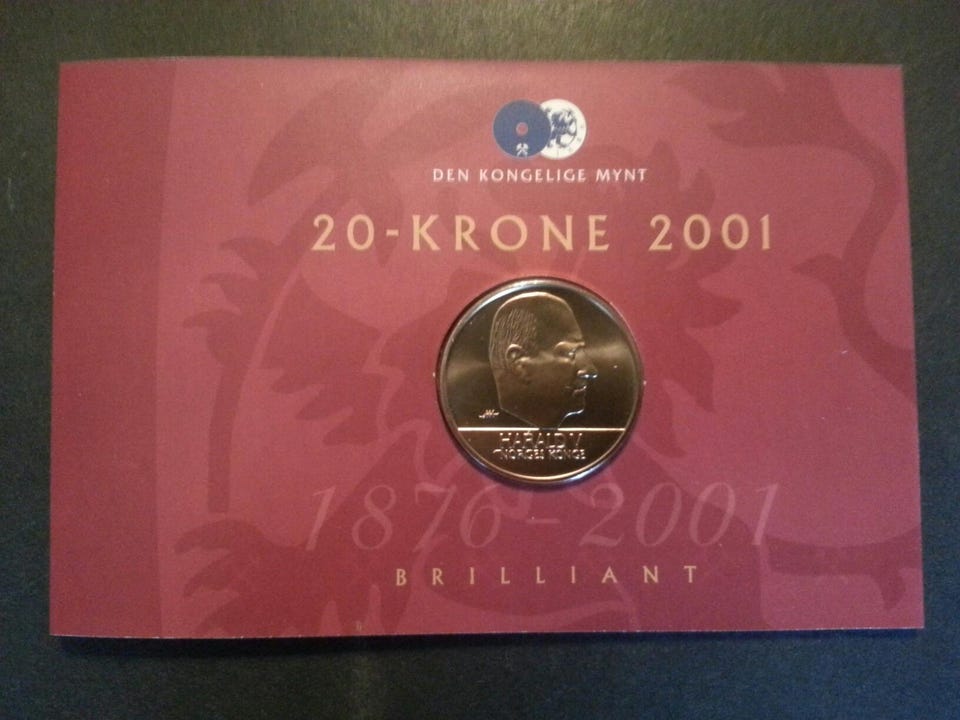 DEN KONGELIGE MYNT
20-KRONE 2001
HARALD V
NORGES KONGE
1876-2001
BRILLIANT